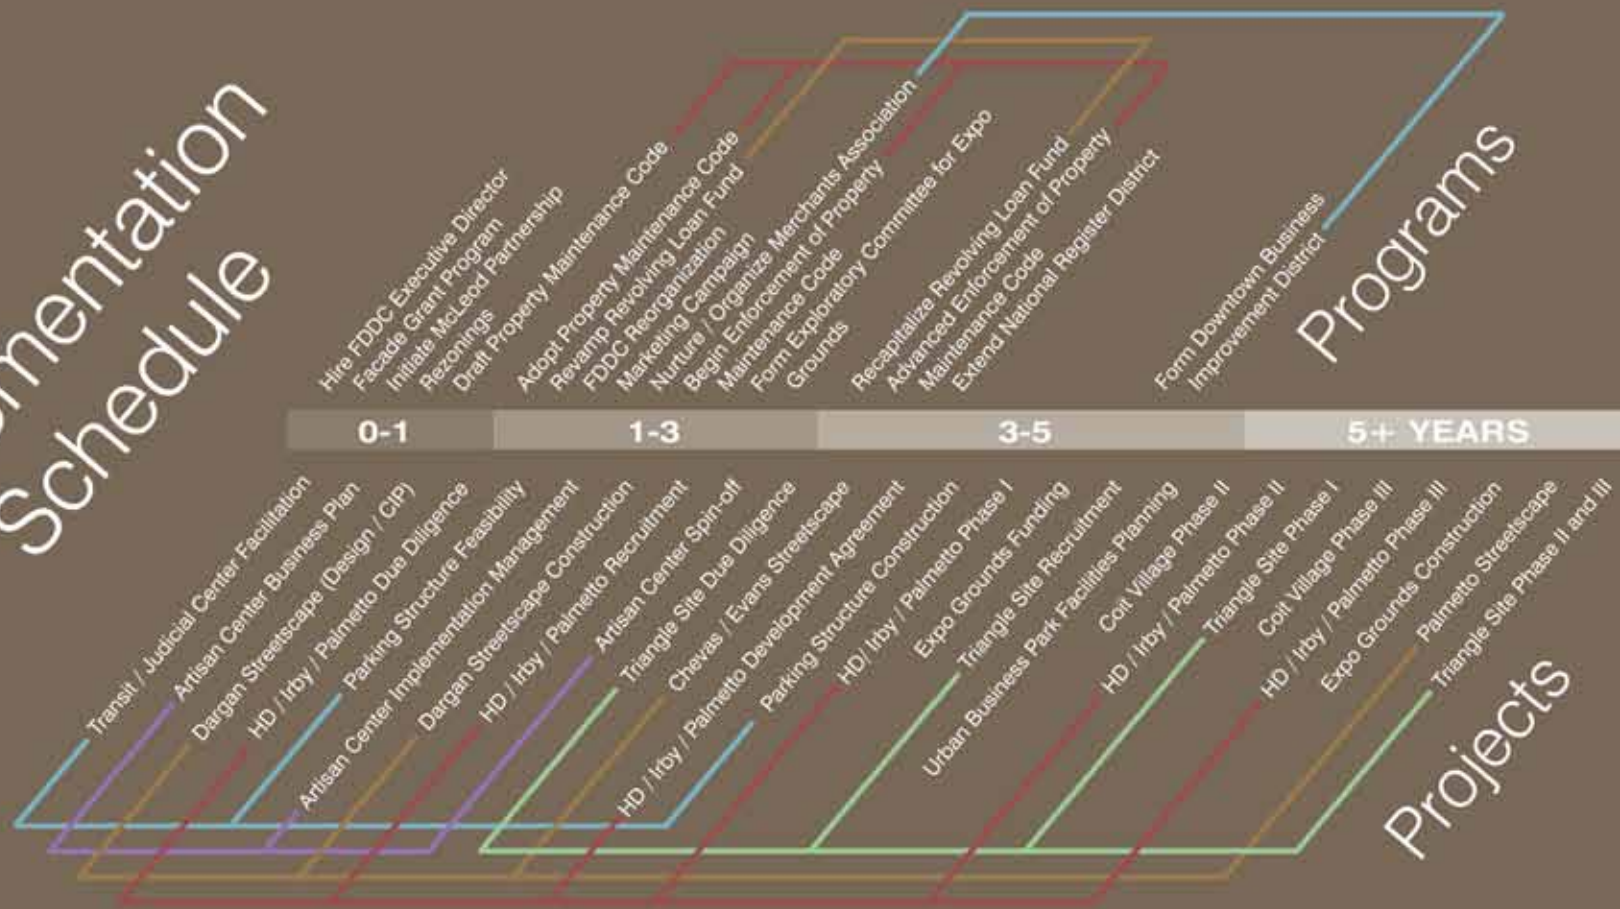 mentation
Schedule
Programs
Hire FDDC Executive Director
Facade Grant Program
Initiate McLeod Partnership
Rezonings
Draft Property Maintenance Code
Adopt Property Maintenance Code
Revamp Revolving Loan Fund
FDDC Reorganization
Marketing Campaign
Nurture / Organize Merchants Association
Begin Enforcement of Property
Maintenance Code
Form Exploratory Committee for Expo
Grounds
Recapitalize Revolving Loan Fund
Advanced Enforcement of Property
Maintenance Code
Extend National Register District
Form Downtown Business
Improvement District
0-1
1-3
3-5
5+ YEARS
Transit / Judicial Center Facilitation
Artisan Center Business Plan
Dargan Streetscape (Design / CIP)
HD / Irby / Palmetto Due Diligence
Parking Structure Feasibility
Artisan Center Implementation Management
Dargan Streetscape Construction
HD / Irby / Palmetto Recruitment
Artisan Center Spin-off
Triangle Site Due Diligence
Chevas / Evans Streetscape
HD / Irby / Palmetto Development Agreement
Parking Structure Construction
HD/ Irby / Palmetto Phase I
Expo Grounds Funding
Triangle Site Recruitment
Urban Business Park Facilities Planning
Coit Village Phase II
HD / Irby / Palmetto Phase II
Triangle Site Phase I
Coit Village Phase III
HD / Irby / Palmetto Phase III
Expo Grounds Construction
Palmetto Streetscape
Triangle Site Phase II and III
Projects